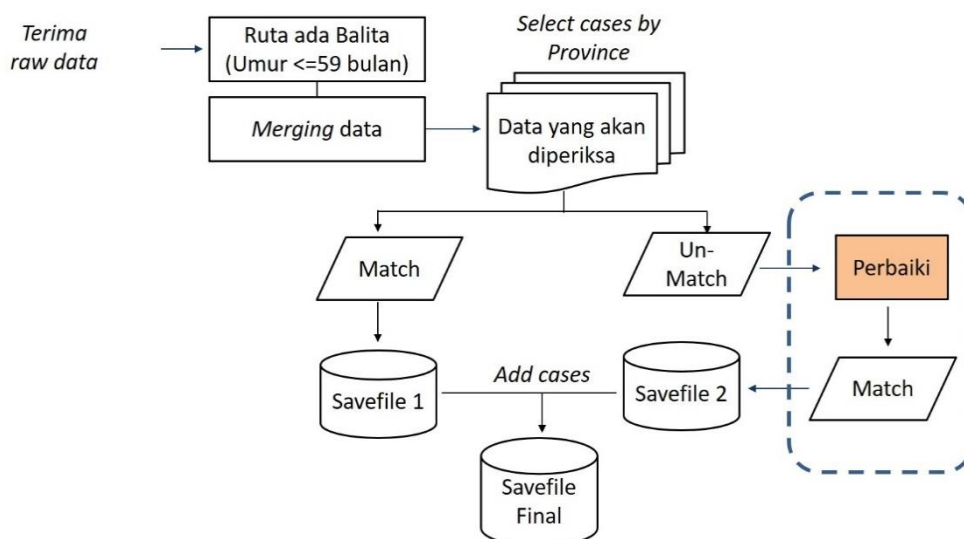 Terima
raw data
Ruta ada Balita
(Umur <=59 bulan)
Merging data
Select cases by
Province
Data yang akan
diperiksa
Match
Un-
Match
Perbaiki
Match
Savefile 1
Add cases
Savefile 2
Savefile
Final